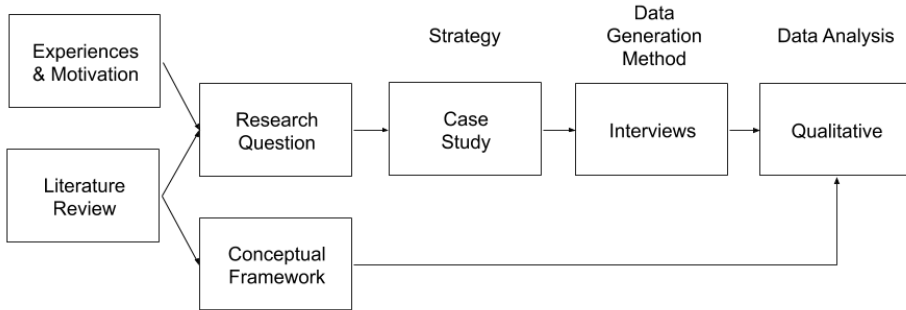 Experiences
& Motivation
Literature
Review
Research
Question
Conceptual
Framework
Strategy
Case
Study
Data
Generation
Method
Interviews
Data Analysis
Qualitative